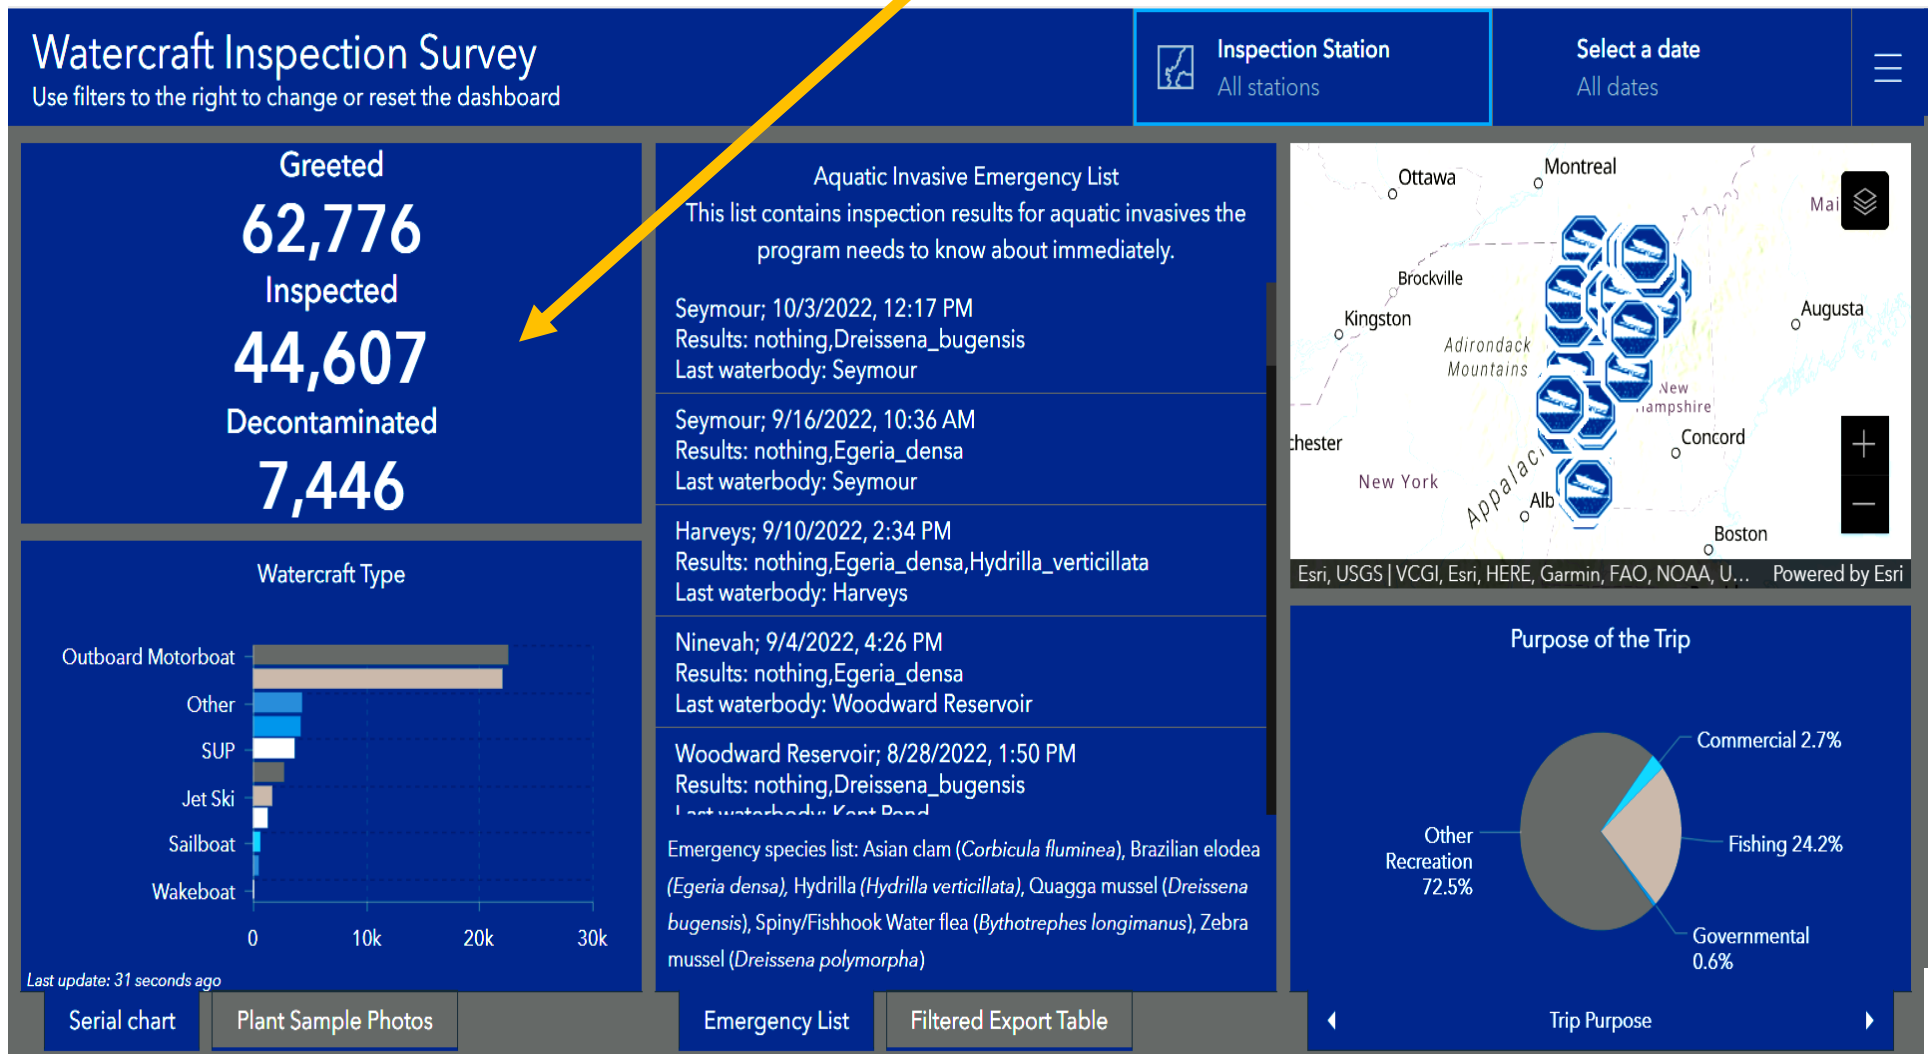 Watercraft Inspection Survey
Use filters to the right to change or reset the dashboard
Inspection Station
All stations
Select a date
All dates
Greeted
62,776
Inspected
44,607
Decontaminated
7,446
Watercraft Type
Outboard Motorboat
Other
SUP
Jet Ski
Sailboat
Wakeboat
0 10k 20k 30k
Last update: 31 seconds ago
Serial chart
Plant Sample Photos
Aquatic Invasive Emergency List
This list contains inspection results for aquatic invasives the
program needs to know about immediately.
Seymour; 10/3/2022, 12:17 PM
Results: nothing,Dreissena_bugensis
Last waterbody: Seymour
Seymour; 9/16/2022, 10:36 AM
Results: nothing,Egeria_densa
Last waterbody: Seymour
Harveys; 9/10/2022, 2:34 PM
Results: nothing,Egeria_densa,Hydrilla_verticillata
Last waterbody: Harveys
Ninevah; 9/4/2022, 4:26 PM
Results: nothing,Egeria_densa
Last waterbody: Woodward Reservoir
Woodward Reservoir; 8/28/2022, 1:50 PM
Results: nothing,Dreissena_bugensis
Last waterbody: Kent Pond
Emergency species list: Asian clam (Corbicula fluminea), Brazilian elodea
(Egeria densa), Hydrilla (Hydrilla verticillata), Quagga mussel (Dreissena
bugensis), Spiny/Fishhook Water flea (Bythotrephes longimanus), Zebra
mussel (Dreissena polymorpha)
Emergency List
Filtered Export Table
Montreal
Ottawa
Mai
Brockville
Kingston
Augusta
Adirondack
Mountains
New
Hampshire
chester
Concord
New York
Appalac
Alb
Boston
Esri, USGS | VCGI, Esri, HERE, Garmin, FAO, NOAA, U... Powered by Esri
Purpose of the Trip
Commercial 2.7%
Fishing 24.2%
Other
Recreation
72.5%
Governmental
0.6%
Trip Purpose